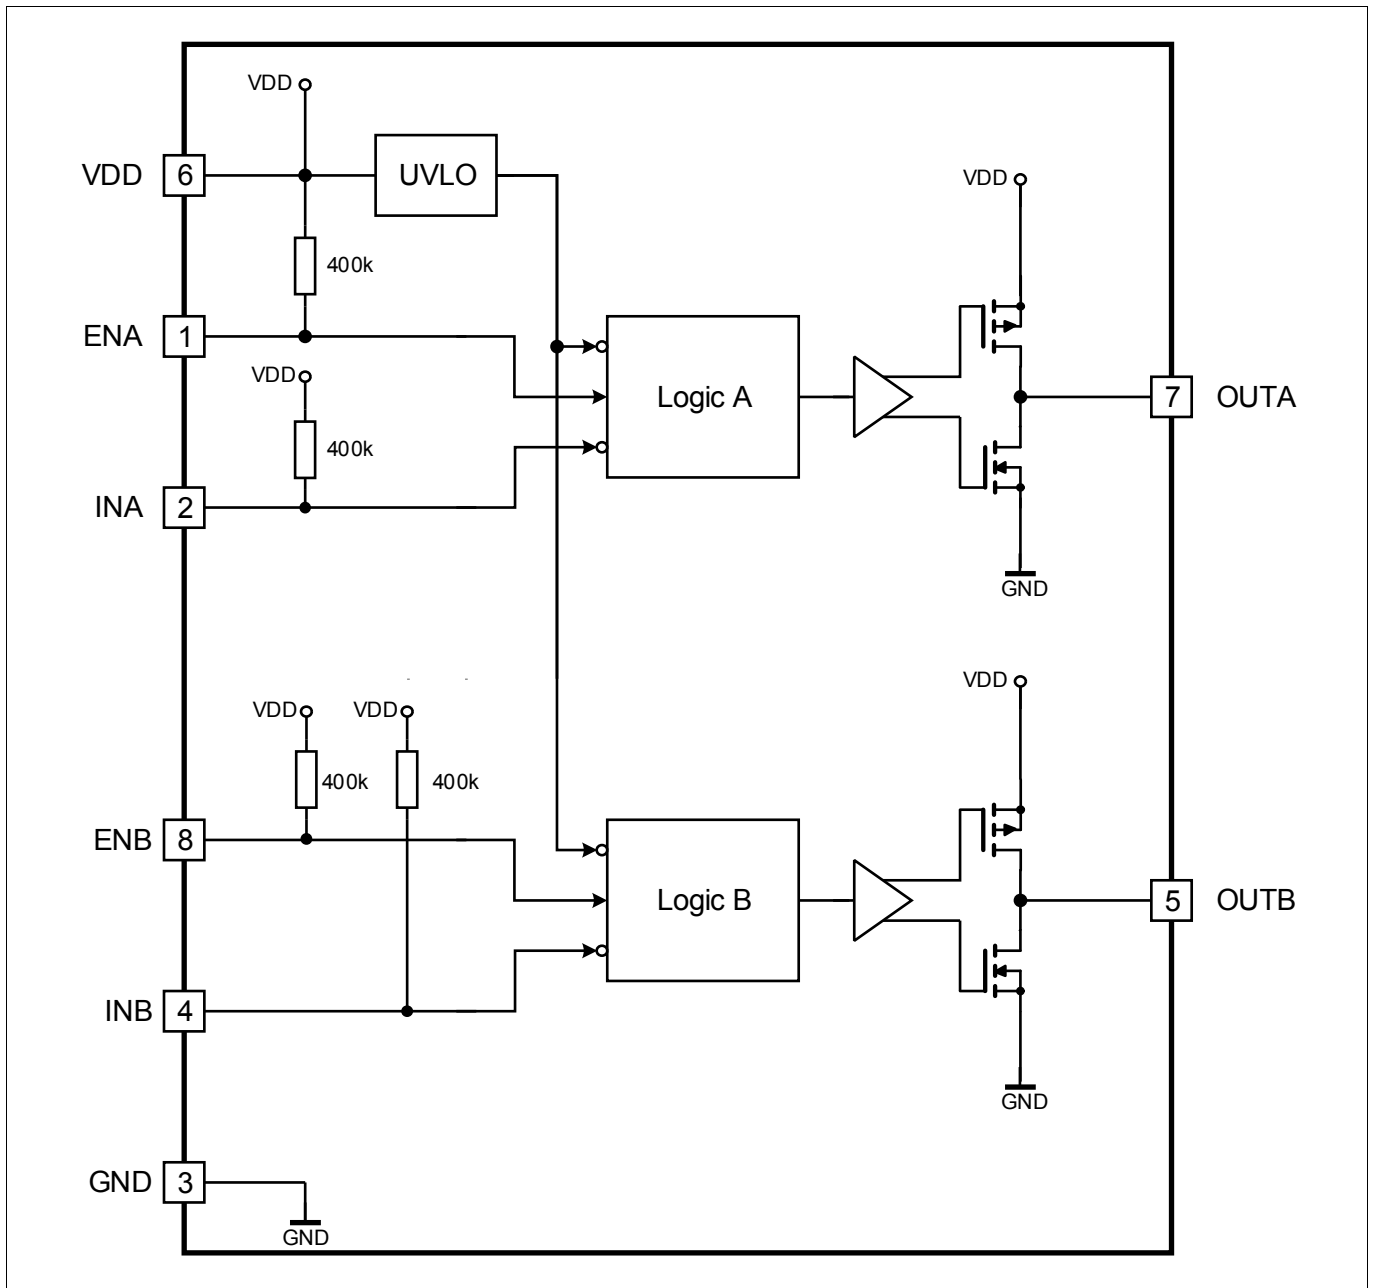 VDD
VDD 6 UVLO
VDD
400k
ENA 1
VDD
Logic A
7 OUTA
400k
INA 2
GND
VDD
VDD VDD
400k 400k
ENB 8
Logic B
5 OUTB
INB 4
GND
GND 3
GND